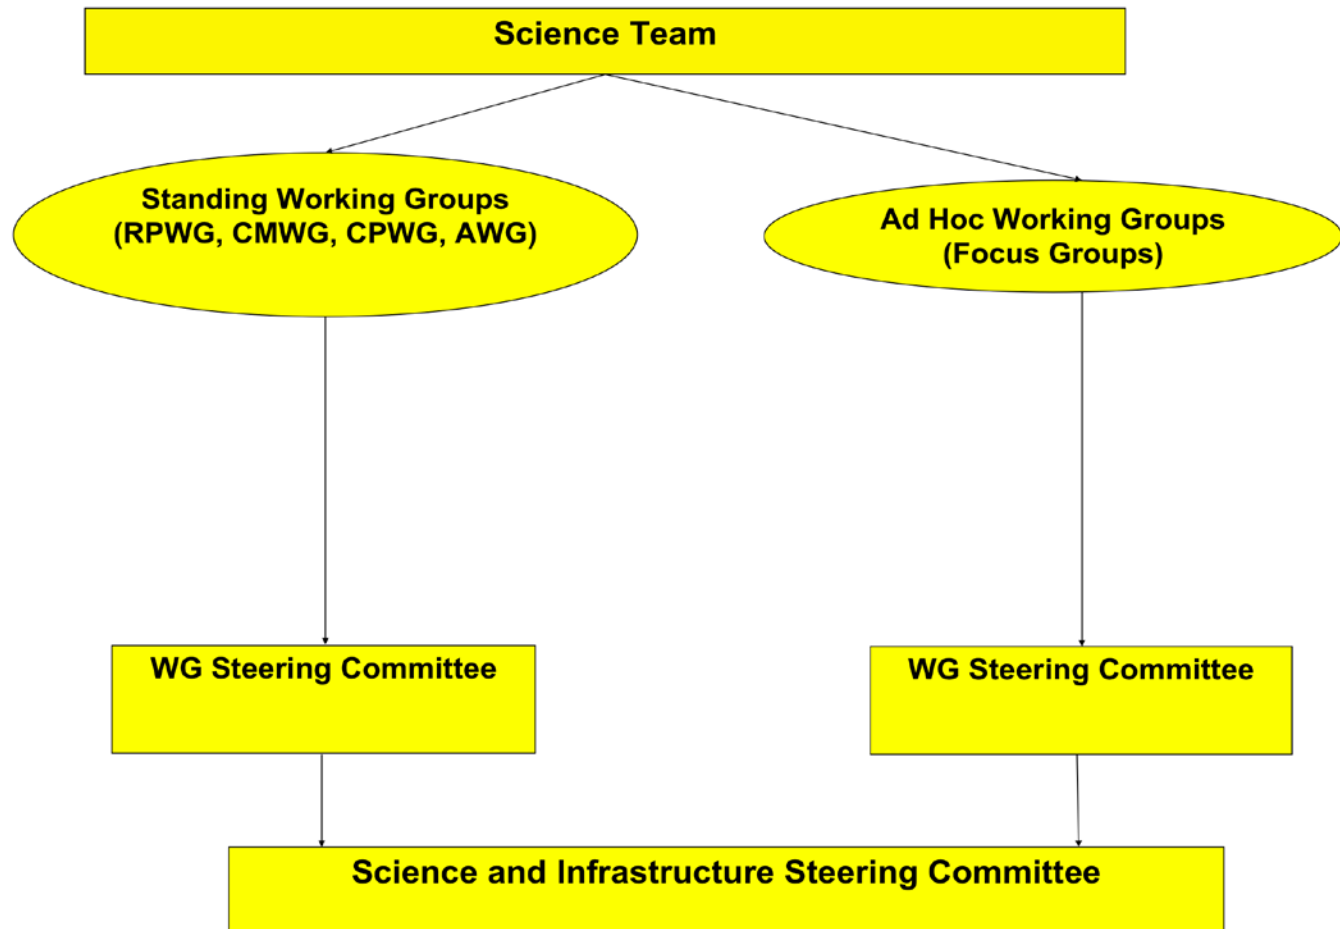 Science Team
Standing Working Groups
(RPWG, CMWG, CPWG, AWG)
Ad Hoc Working Groups
(Focus Groups)
WG Steering Committee
WG Steering Committee
Science and Infrastructure Steering Committee